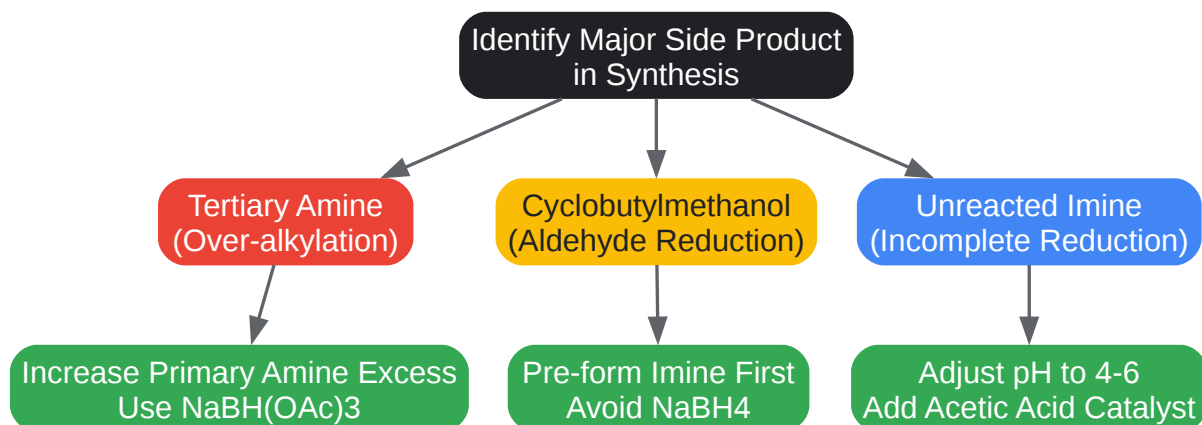 Identify Major Side Product
in Synthesis
Tertiary Amine
(Over-alkylation)
Cyclobutylmethanol
(Aldehyde Reduction)
Unreacted Imine
(Incomplete Reduction)
Increase Primary Amine Excess
Use NaBH(OAc)3
Pre-form Imine First
Avoid NaBH4
Adjust pH to 4-6
Add Acetic Acid Catalyst